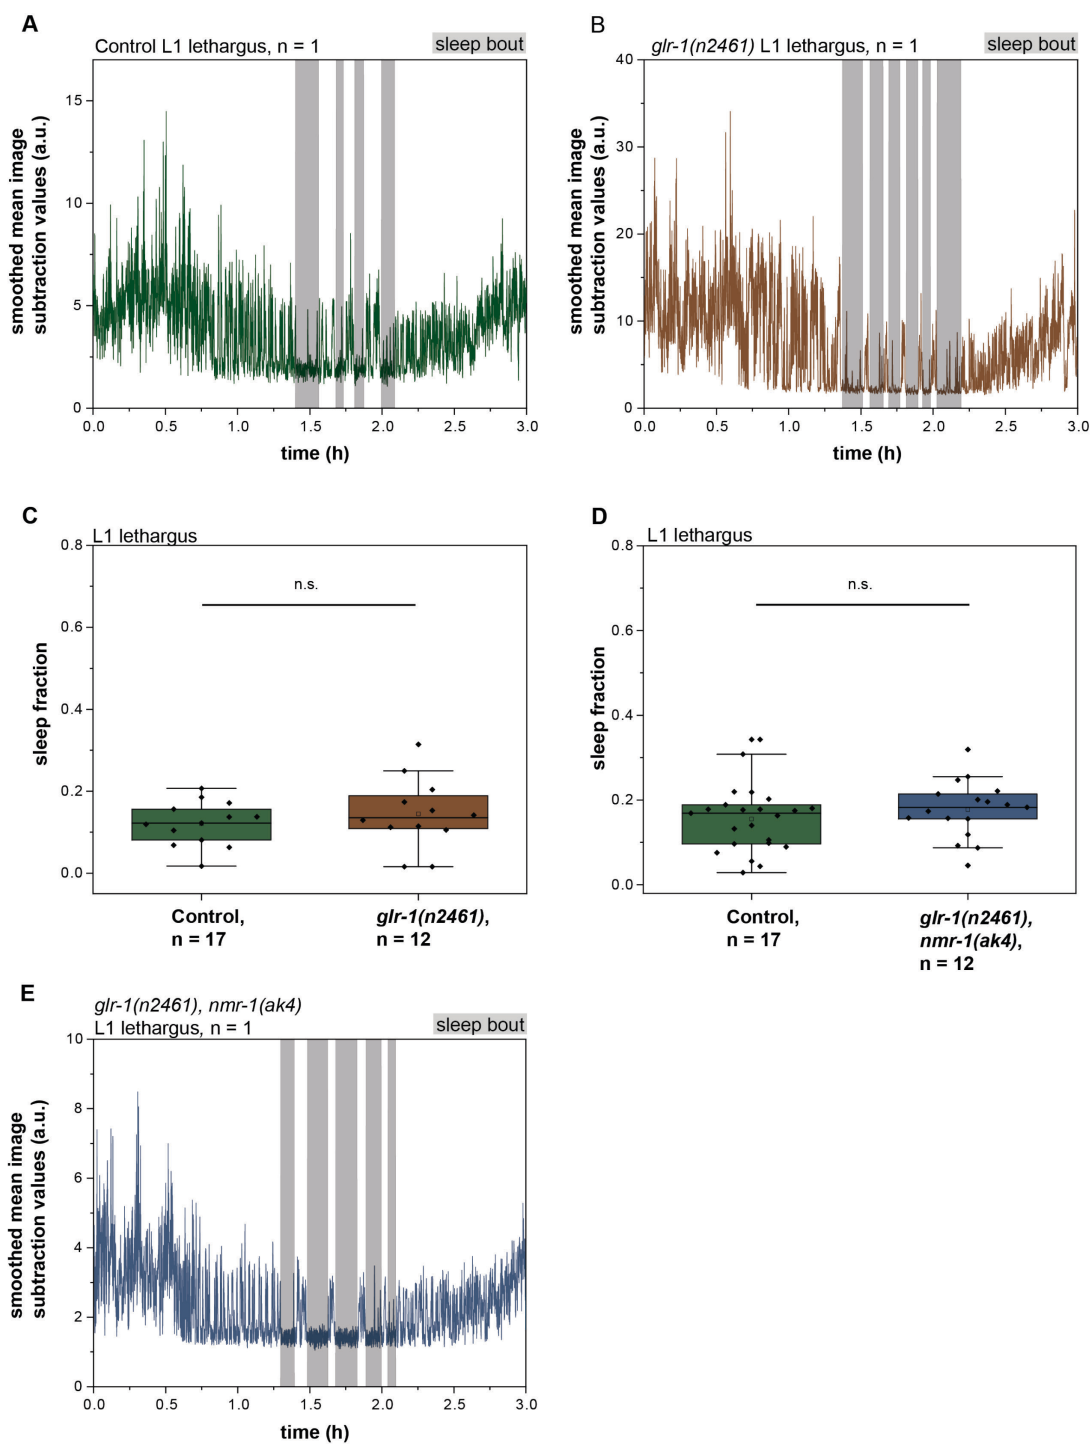 A
Control L1 lethargus, n = 1
sleep bout
smoothed mean image
subtraction values (a.u.)
15
10
5
0
0.0 0.5 1.0 1.5 2.0 2.5 3.0
time (h)
B
glr-1(n2461) L1 lethargus, n = 1
sleep bout
smoothed mean image
subtraction values (a.u.)
40
30
20
10
0
0.0 0.5 1.0 1.5 2.0 2.5 3.0
time (h)
C
L1 lethargus
n.s.
sleep fraction
0.8
0.6
0.4
0.2
0.0
Control,
n = 17
glr-1(n2461),
n = 12
D
L1 lethargus
n.s.
sleep fraction
0.8
0.6
0.4
0.2
0.0
Control,
n = 17
glr-1(n2461),
nmr-1(ak4),
n = 12
E
glr-1(n2461), nmr-1(ak4)
L1 lethargus, n = 1
sleep bout
smoothed mean image
subtraction values (a.u.)
10
8
6
4
2
0
0.0 0.5 1.0 1.5 2.0 2.5 3.0
time (h)